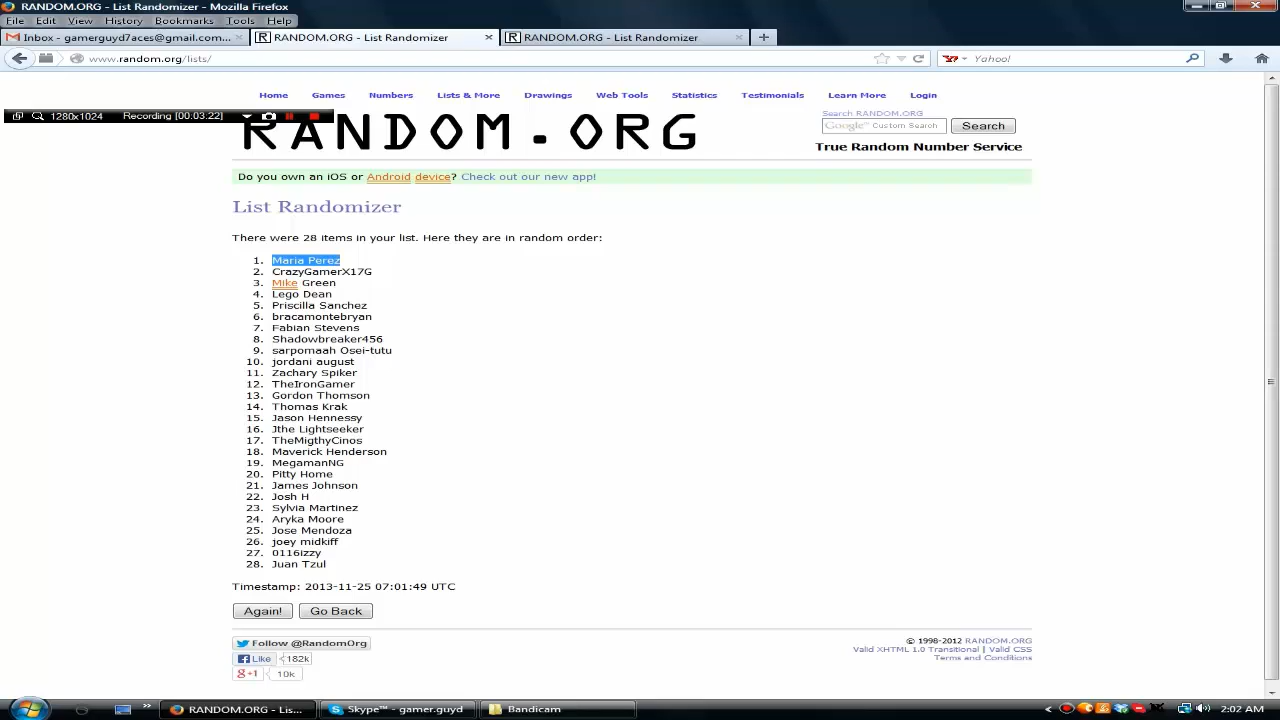 RANDOM.ORG - List Randomizer - Mozilla Firefox
File Edit View History Bookmarks Tools Help
Inbox - gamerguyd7aces@gmail.com...
RANDOM.ORG - List Randomizer
RANDOM.ORG - List Randomizer
www.random.org/lists/
Yahoo!
Home Games Numbers Lists & More Drawings Web Tools Statistics Testimonials Learn More Login
1280x1024 Recording [00:03:22]
RANDOM.ORG
Search RANDOM.ORG
Google™ Custom Search Search
True Random Number Service
Do you own an iOS or Android device? Check out our new app!
List Randomizer
There were 28 items in your list. Here they are in random order:
1. Maria Perez
2. CrazyGamerX17G
3. Mike Green
4. Lego Dean
5. Priscilla Sanchez
6. bracamontebryan
7. Fabian Stevens
8. Shadowbreaker456
9. sarpomaah Osei-tutu
10. jordani august
11. Zachary Spiker
12. TheIronGamer
13. Gordon Thomson
14. Thomas Krak
15. Jason Hennessy
16. Jthe Lightseeker
17. TheMigthyCinos
18. Maverick Henderson
19. MegamanNG
20. Pitty Home
21. James Johnson
22. Josh H
23. Sylvia Martinez
24. Aryka Moore
25. Jose Mendoza
26. joey midkiff
27. 0116izzy
28. Juan Tzul
Timestamp: 2013-11-25 07:01:49 UTC
Again! Go Back
Follow @RandomOrg
Like 182k
+1 10k
© 1998-2012 RANDOM.ORG
Valid XHTML 1.0 Transitional | Valid CSS
Terms and Conditions
RANDOM.ORG - Lis...
Skype™ - gamer.guyd
Bandicam
2:02 AM